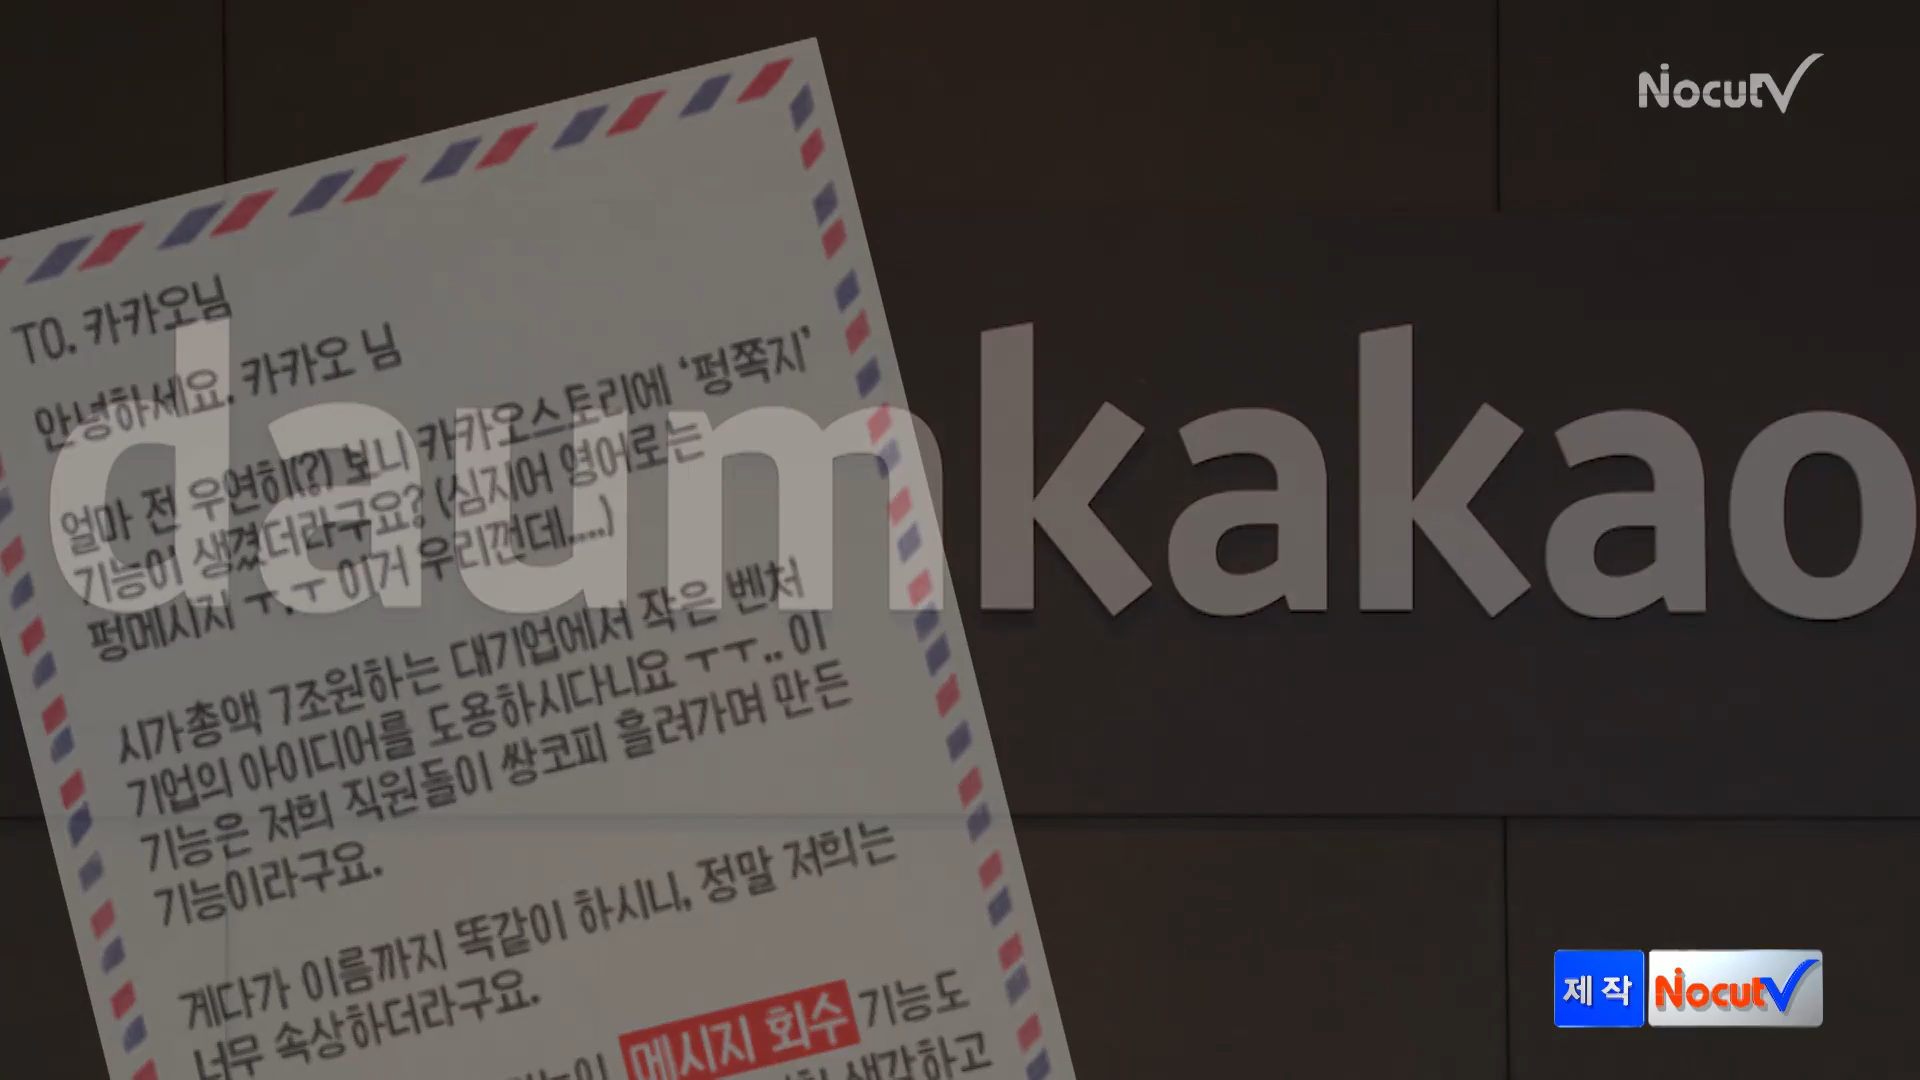 NocutV
TO. 카카오님
안녕하세요. 카카오 님
얼마 전 우연히(?) 보니 카카오스토리에 ‘펑쪽지’
기능이 생겼더라구요? (심지어 영어로는
펑메시지 ㅜ.ㅜ 이거 우리껀데....)
시가총액 7조원하는 대기업에서 작은 벤처
기업의 아이디어를 도용하시다니요 ㅜㅜ.. 이
기능은 저희 직원들이 쌍코피 흘려가며 만든
기능이라구요.
게다가 이름까지 똑같이 하시니, 정말 저희는
너무 속상하더라구요.
메시지 회수 기능도
생각하고
daumkakao
제작 NocutV